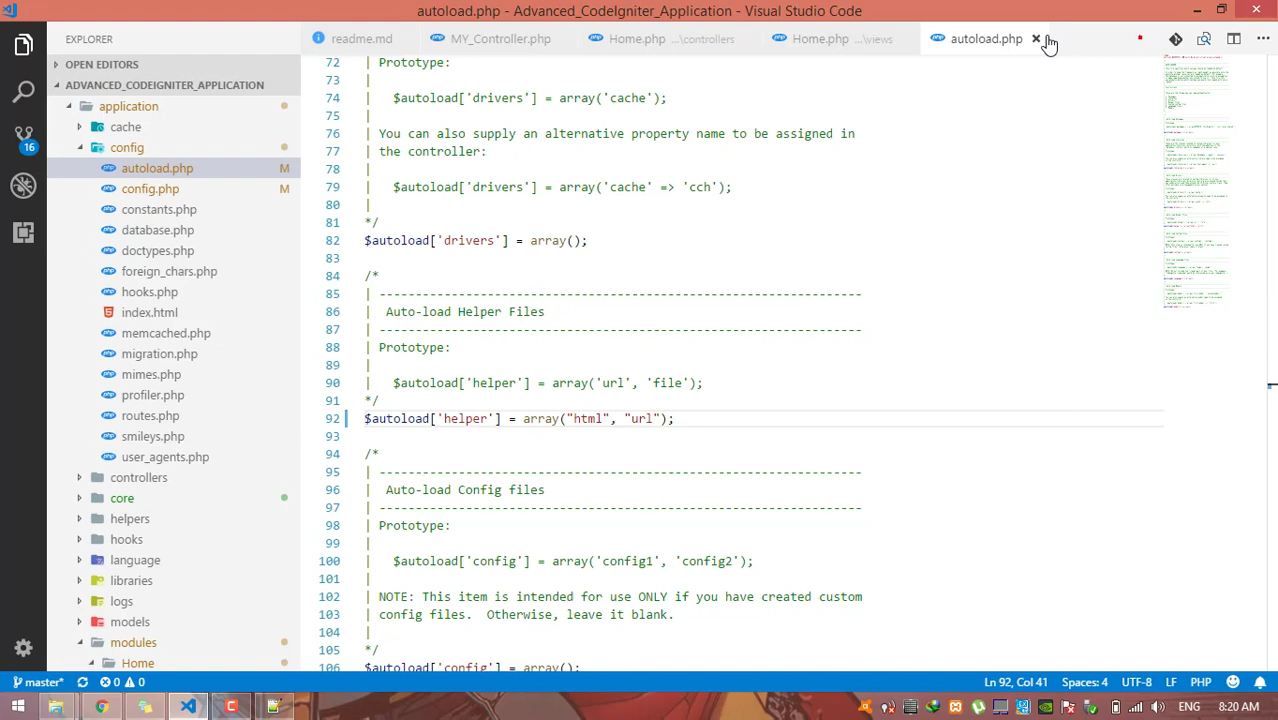 autoload.php - Advanced_CodeIgniter_Application - Visual Studio Code
EXPLORER
readme.md
MY_Controller.php
Home.php ...\controllers
Home.php ...\views
autoload.php
OPEN EDITORS
ADVANCED_CODEIGNITER_APPLICATION
application
cache
config
autoload.php M
config.php M
constants.php
database.php
doctypes.php
foreign_chars.php
hooks.php
index.html
memcached.php
migration.php
mimes.php
profiler.php
routes.php
smileys.php
user_agents.php
controllers
core
helpers
hooks
language
libraries
logs
models
modules
Home
16
72 | Prototype:
73 |
74 | $autoload['drivers'] = array('cache');
75 |
76 | You can also supply an alternative property name to be assigned in
77 | the controller:
78 |
79 | $autoload['drivers'] = array('cache' => 'cch');
80 |
81 */
82 $autoload['drivers'] = array();
83
84 /*
85 | -------------------------------------------------------------------
86 | Auto-load Helper Files
87 | -------------------------------------------------------------------
88 | Prototype:
89 |
90 | $autoload['helper'] = array('url', 'file');
91 */
92 $autoload['helper'] = array("html", "url");
93
94 /*
95 | -------------------------------------------------------------------
96 | Auto-load Config files
97 | -------------------------------------------------------------------
98 | Prototype:
99 |
100 | $autoload['config'] = array('config1', 'config2');
101 |
102 | NOTE: This item is intended for use ONLY if you have created custom
103 | config files.  Otherwise, leave it blank.
104 |
105 */
106 $autoload['config'] = array();
master* 0 0 Ln 92, Col 41 Spaces: 4 UTF-8 LF PHP
ENG 8:20 AM